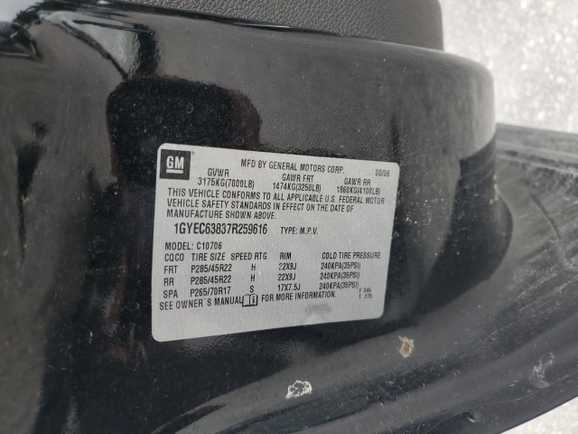 GM
MFD BY GENERAL MOTORS CORP.
GVWR GAWR FRT GAWR RR
3175KG(7000LB) 1474KG(3250LB) 1860KG(4100LB)
THIS VEHICLE CONFORMS TO ALL APPLICABLE U.S. FEDERAL MOTOR
VEHICLE SAFETY STANDARDS IN EFFECT ON THE DATE OF
MANUFACTURE SHOWN ABOVE.
1GYEC63837R259616 TYPE: M.P.V.
MODEL: C10706
TIRE SIZE SPEED RTG RIM COLD TIRE PRESSURE
FRT P285/45R22 H 22X9J 240KPA(35PSI)
RR P285/45R22 H 22X9J 240KPA(35PSI)
SPA P265/70R17 S 17X7.5J 240KPA(35PSI)
SEE OWNER'S MANUAL FOR MORE INFORMATION.